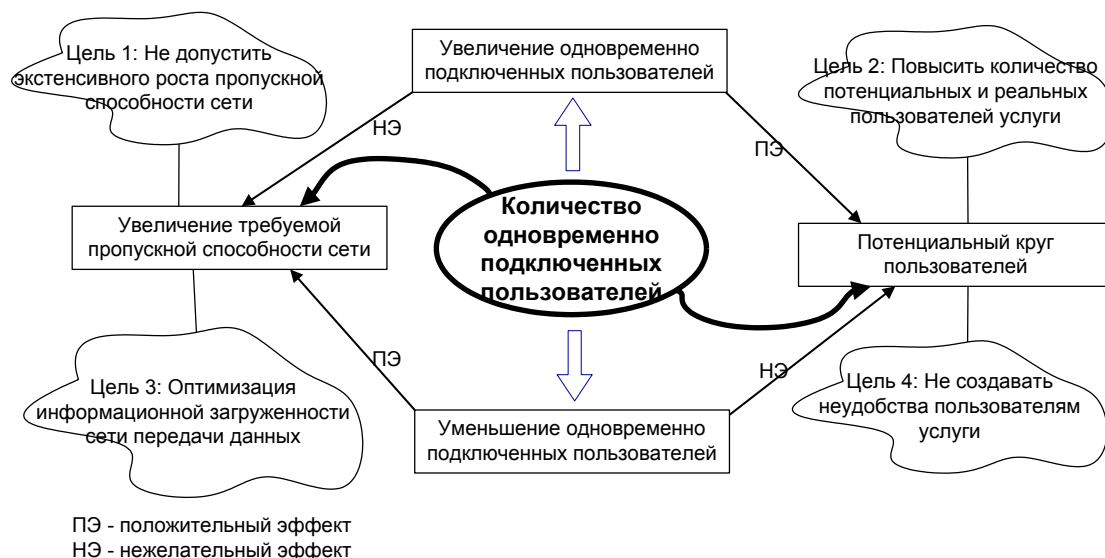 Цель 1: Не допустить
экстенсивного роста пропускной
способности сети
Увеличение одновременно
подключенных пользователей
Цель 2: Повысить количество
потенциальных и реальных
пользователей услуги
НЭ
ПЭ
Увеличение требуемой
пропускной способности сети
Количество
одновременно
подключенных
пользователей
Потенциальный круг
пользователей
ПЭ
НЭ
Цель 3: Оптимизация
информационной загруженности
сети передачи данных
Уменьшение одновременно
подключенных пользователей
Цель 4: Не создавать
неудобства пользователям
услуги
ПЭ - положительный эффект
НЭ - нежелательный эффект